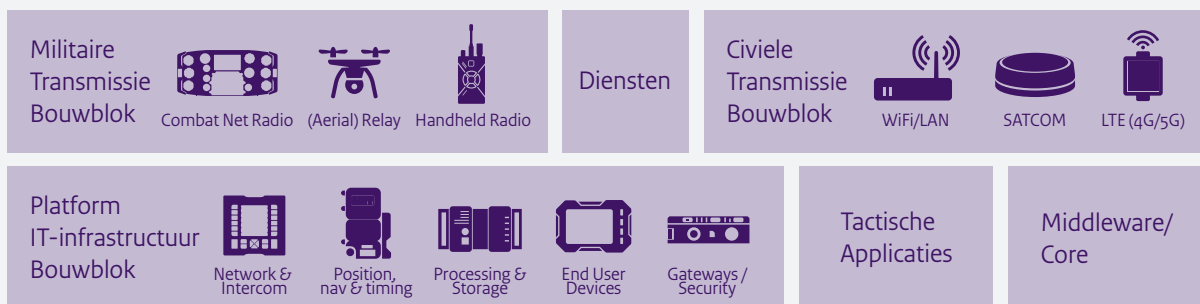 Militaire
Transmissie
Bouwblok
Combat Net Radio
(Aerial) Relay
Handheld Radio
Diensten
Civiele
Transmissie
Bouwblok
WiFi/LAN
SATCOM
LTE (4G/5G)
Platform
IT-infrastructuur
Bouwblok
Network &
Intercom
Position,
nav & timing
Processing &
Storage
End User
Devices
Gateways /
Security
Tactische
Applicaties
Middleware/
Core